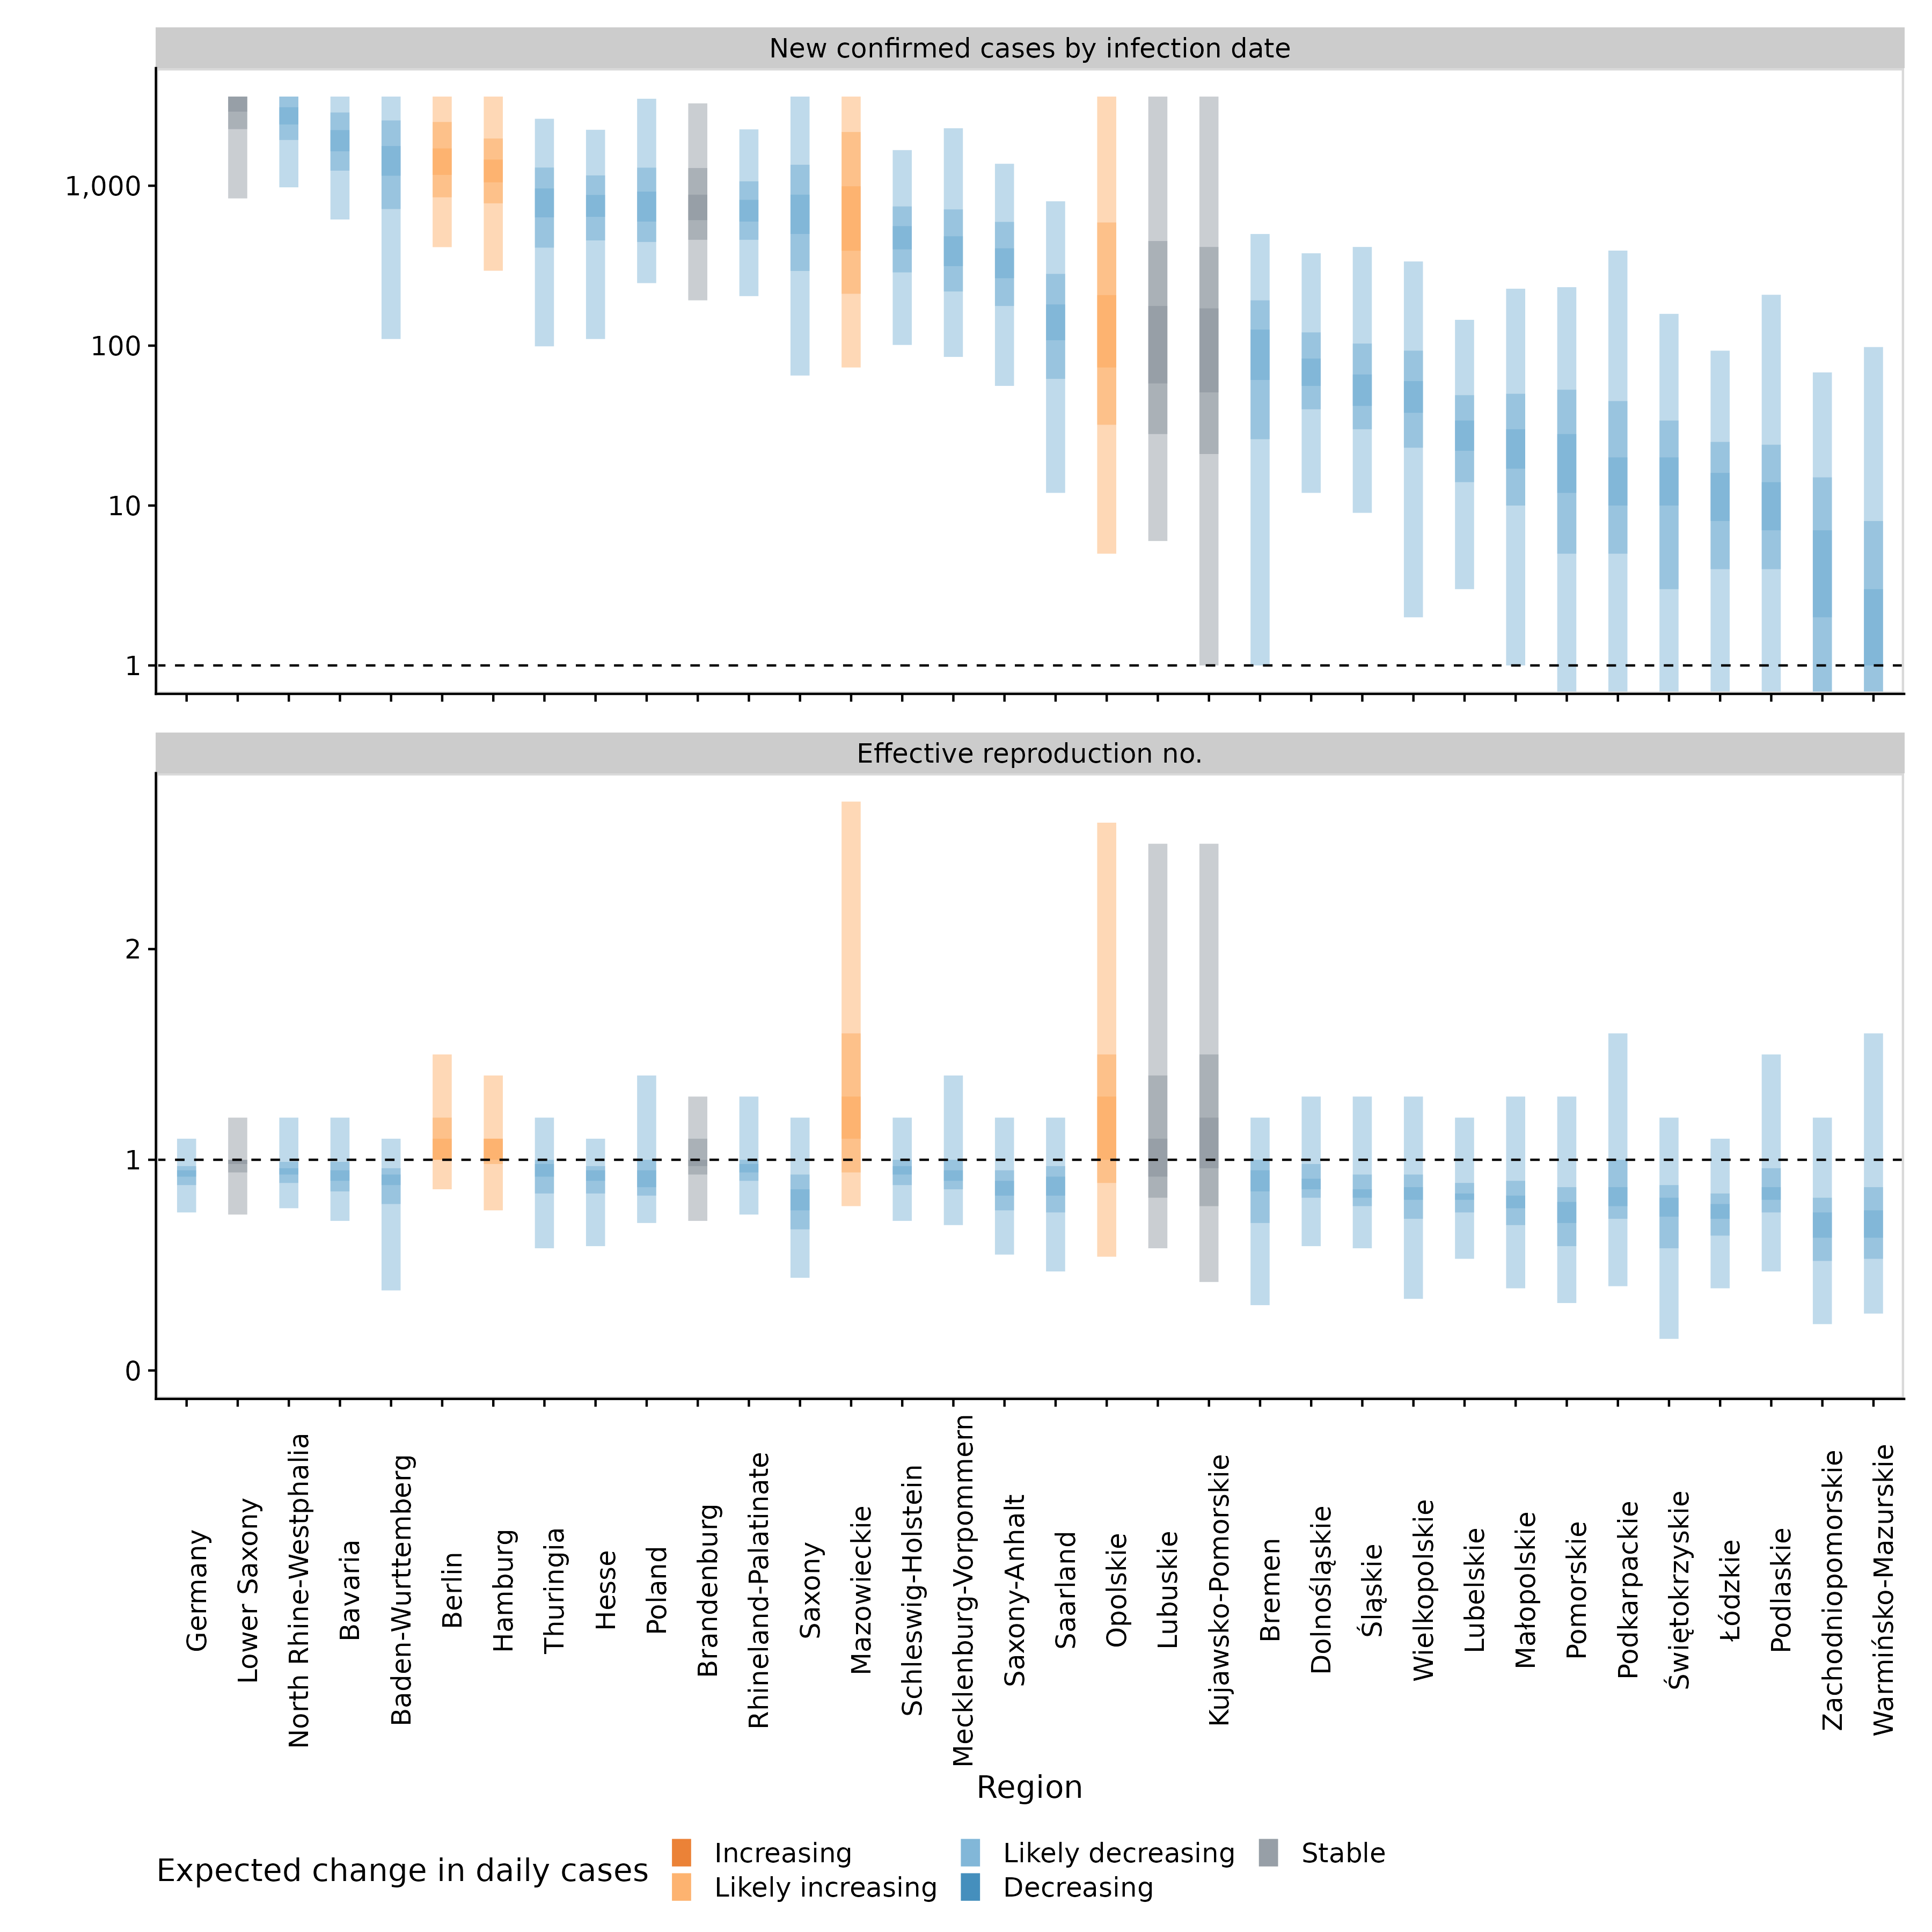 New confirmed cases by infection date
1,000
100
10
1
Effective reproduction no.
2
1
0
Germany
Lower Saxony
North Rhine-Westphalia
Bavaria
Baden-Wurttemberg
Berlin
Hamburg
Thuringia
Hesse
Poland
Brandenburg
Rhineland-Palatinate
Saxony
Mazowieckie
Schleswig-Holstein
Mecklenburg-Vorpommern
Saxony-Anhalt
Saarland
Opolskie
Lubuskie
Kujawsko-Pomorskie
Bremen
Dolnośląskie
Śląskie
Wielkopolskie
Lubelskie
Małopolskie
Pomorskie
Podkarpackie
Świętokrzyskie
Łódzkie
Podlaskie
Zachodniopomorskie
Warmińsko-Mazurskie
Region
Expected change in daily cases
Increasing
Likely increasing
Likely decreasing
Decreasing
Stable